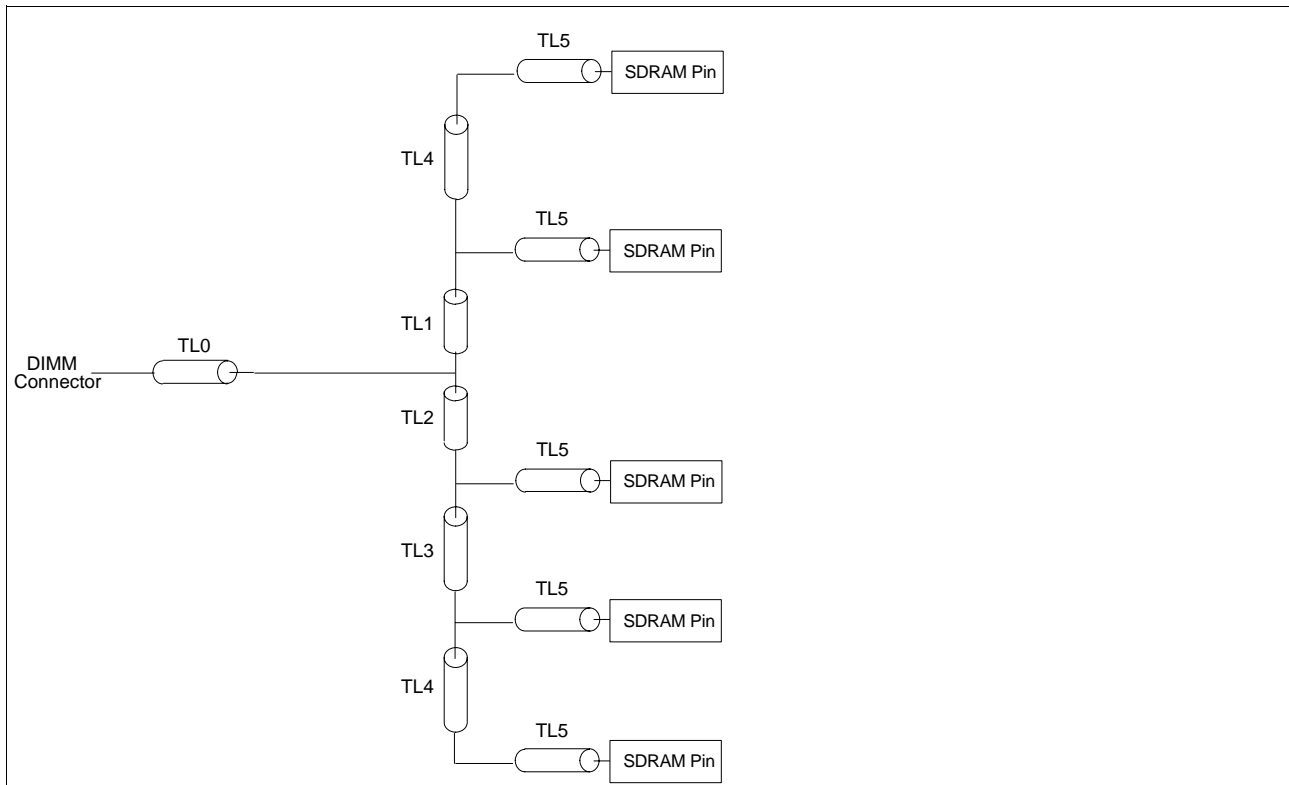 TL5
SDRAM Pin
TL4
TL5
SDRAM Pin
TL1
TL0
DIMM
Connector
TL2
TL5
SDRAM Pin
TL3
TL5
SDRAM Pin
TL4
TL5
SDRAM Pin